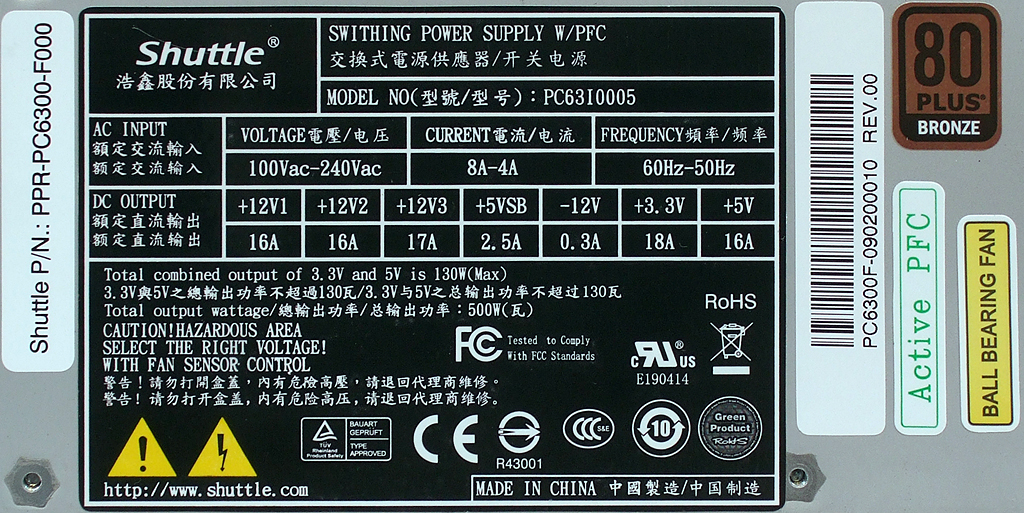 Shuttle P/N.: PPR-PC6300-F000
Shuttle®
浩鑫股份有限公司
SWITHING POWER SUPPLY W/PFC
交換式電源供應器/开关电源
MODEL NO(型號/型号): PC63I0005
AC INPUT
額定交流輸入
额定交流输入
VOLTAGE電壓/电压 CURRENT電流/电流 FREQUENCY頻率/频率
100Vac-240Vac 8A-4A 60Hz-50Hz
DC OUTPUT
額定直流輸出
额定直流输出
+12V1 +12V2 +12V3 +5VSB -12V +3.3V +5V
16A 16A 17A 2.5A 0.3A 18A 16A
Total combined output of 3.3V and 5V is 130W(Max)
3.3V與5V之總輸出功率不超過130瓦/3.3V与5V之总输出功率不超过130瓦
Total output wattage/總輸出功率/总输出功率: 500W(瓦)
CAUTION!HAZARDOUS AREA
SELECT THE RIGHT VOLTAGE!
WITH FAN SENSOR CONTROL
警告!請勿打開盒蓋,內有危險高壓,請退回代理商維修。
警告!请勿打开盒盖,内有危险高压,请退回代理商维修。
FC Tested to Comply
With FCC Standards
c RU US
E190414
RoHS
TÜV
Rheinland
Product Safety
BAUART
GEPRÜFT
TYPE
APPROVED
CE
R43001
CCC S&E
10
Green
Product
RoHS
http://www.shuttle.com
MADE IN CHINA 中國製造/中国制造
PC6300F-090200010 REV.00
80
PLUS®
BRONZE
Active PFC
BALL BEARING FAN